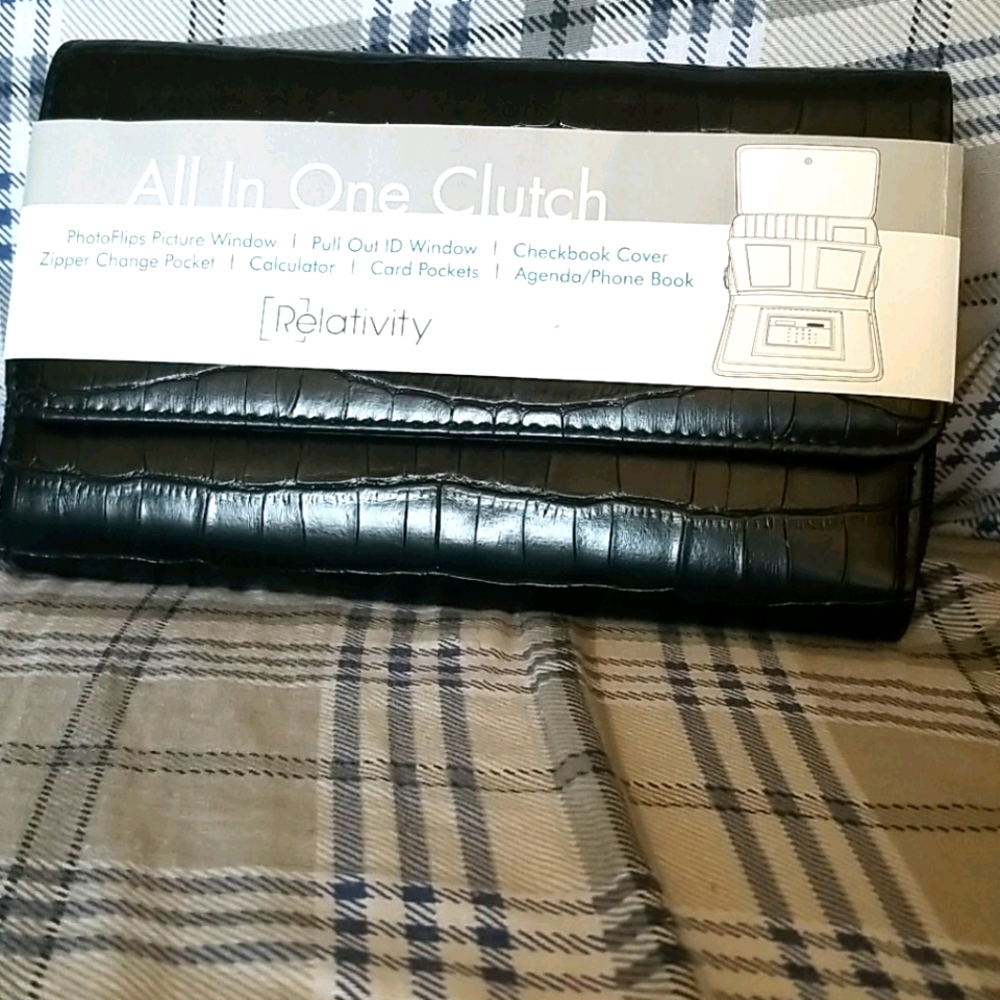 All In One Clutch
PhotoFlips Picture Window | Pull Out ID Window | Checkbook Cover
Zipper Change Pocket | Calculator | Card Pockets | Agenda/Phone Book
[Relativity]